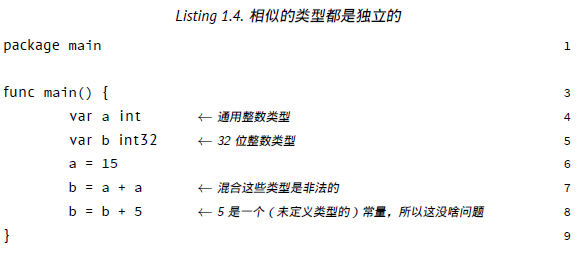 Listing 1.4. 相似的类型都是独立的
package main 1
func main() { 3
var a int ← 通用整数类型 4
var b int32 ← 32 位整数类型 5
a = 15 6
b = a + a ← 混合这些类型是非法的 7
b = b + 5 ← 5 是一个（未定义类型的）常量，所以这没啥问题 8
} 9